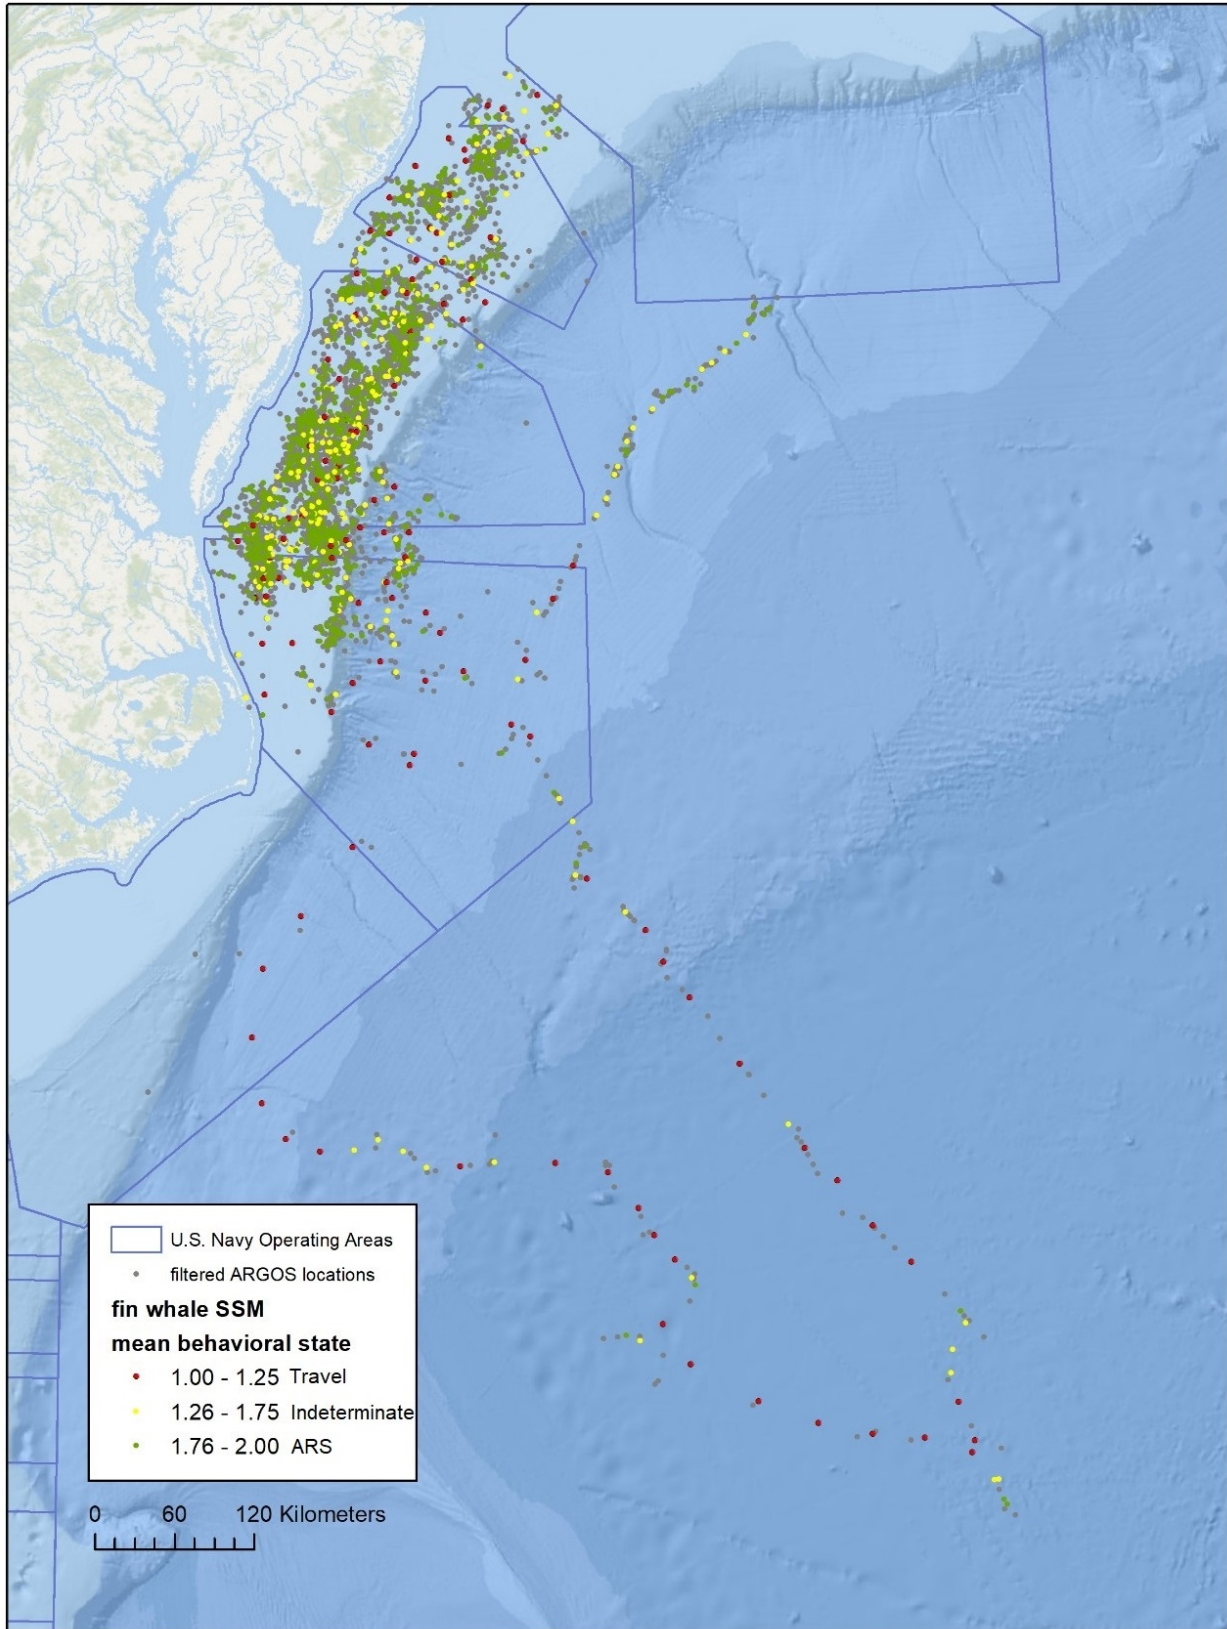 U.S. Navy Operating Areas
filtered ARGOS locations
fin whale SSM
mean behavioral state
1.00 - 1.25 Travel
1.26 - 1.75 Indeterminate
1.76 - 2.00 ARS
0 60 120 Kilometers